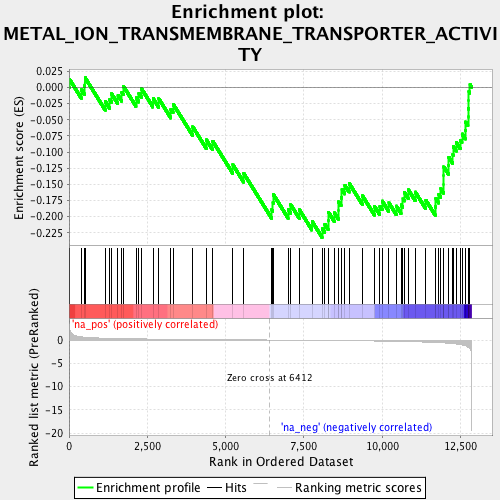 Enrichment plot:
METAL_ION_TRANSMEMBRANE_TRANSPORTER_ACTIVI
TY
Enrichment score (ES)
0.025
0.000
-0.025
-0.050
-0.075
-0.100
-0.125
-0.150
-0.175
-0.200
-0.225
'na_pos' (positively correlated)
Ranked list metric (PreRanked)
0
-5
-10
-15
-20
Zero cross at 6412
'na_neg' (negatively correlated)
0
2,500
5,000
7,500
10,000
12,500
Rank in Ordered Dataset
Enrichment profile
Hits
Ranking metric scores